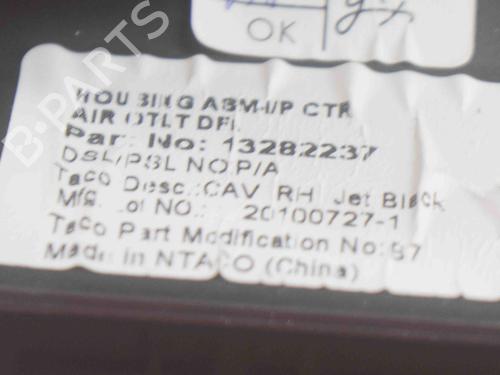 OK
HOUSING ASM-I/P CTR
AIR OTLT DFL
Part No: 13282237
DSL/PSL NO P/A
Taco Desc.:CAV RH Jet Black
Mfg. Lot NO.: 20100727-1
Taco Part Modification No:
Made in NTACO (China)
B-PARTS